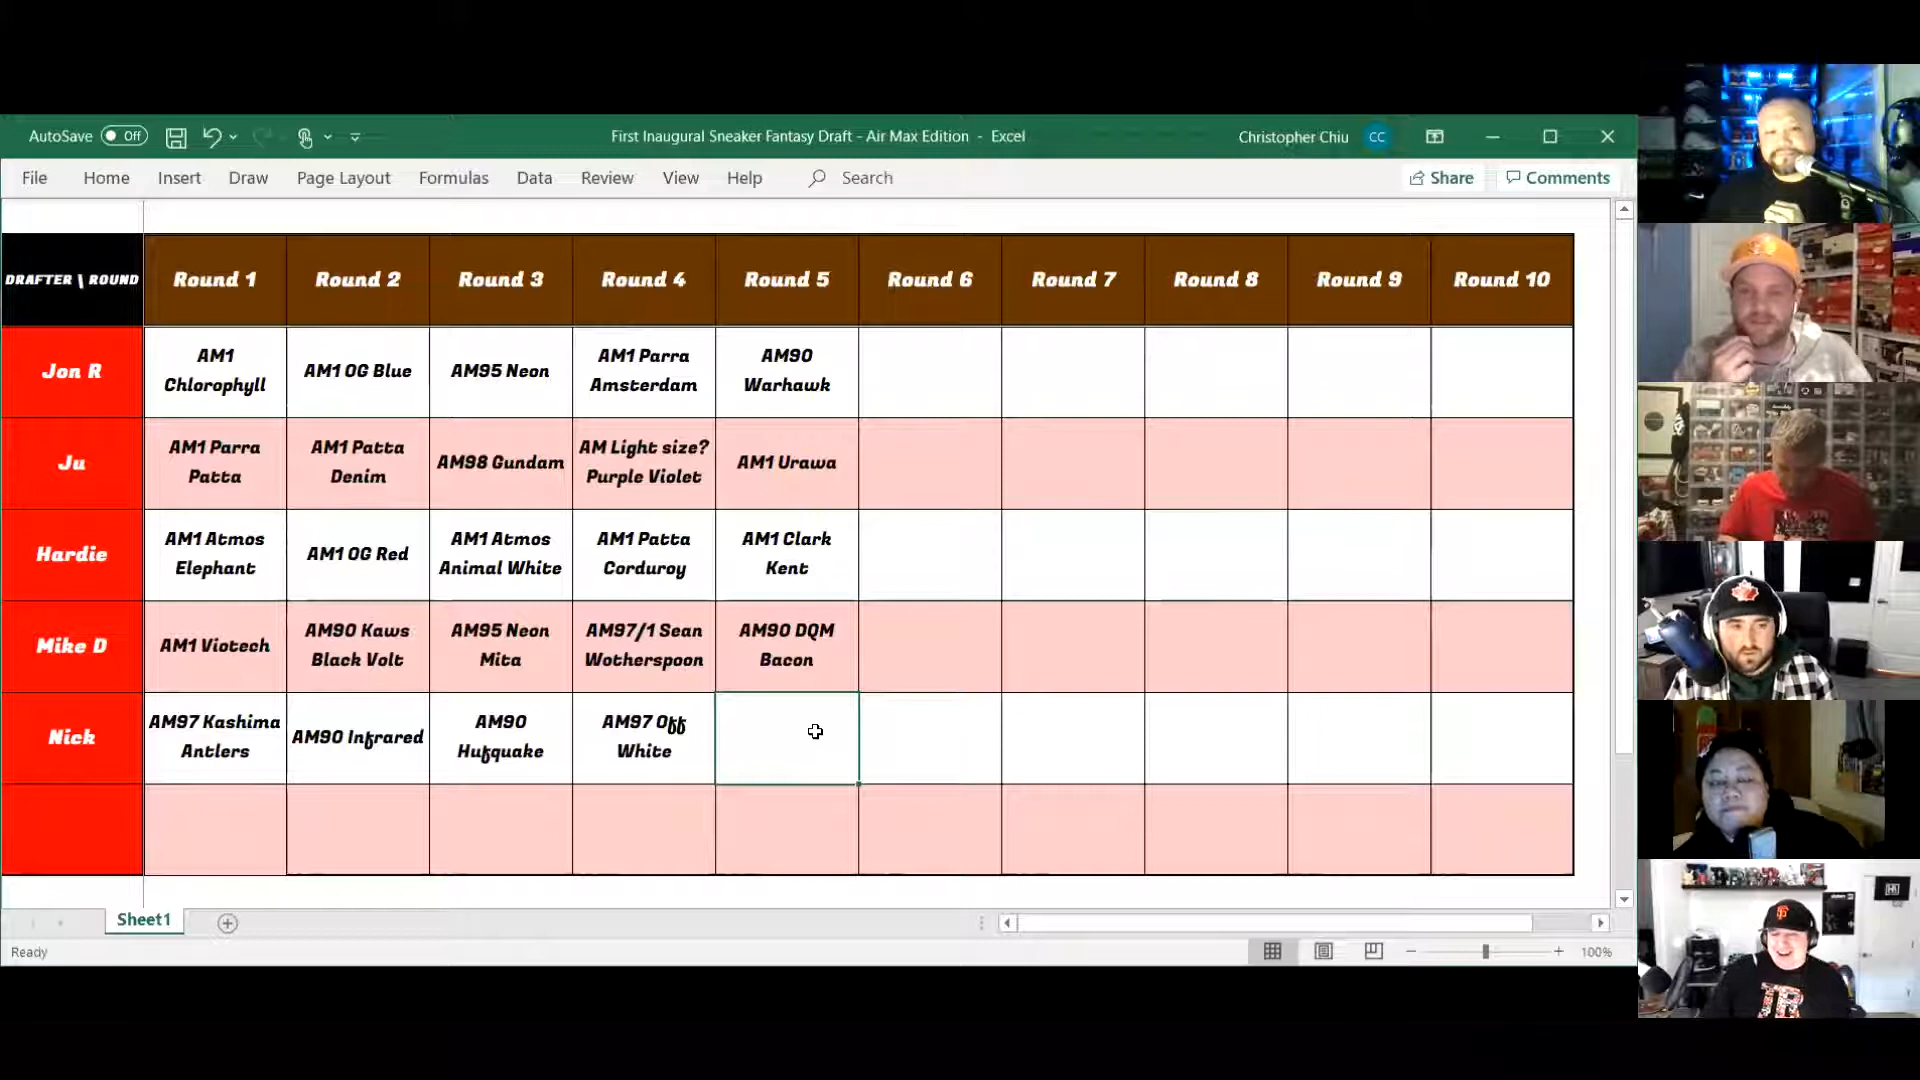 AutoSave Off
First Inaugural Sneaker Fantasy Draft - Air Max Edition - Excel
Christopher Chiu CC
File Home Insert Draw Page Layout Formulas Data Review View Help Search Share Comments
DRAFTER \ ROUND Round 1 Round 2 Round 3 Round 4 Round 5 Round 6 Round 7 Round 8 Round 9 Round 10
Jon R
AM1
Chlorophyll
AM1 OG Blue
AM95 Neon
AM1 Parra
Amsterdam
AM90
Warhawk
Ju
AM1 Parra
Patta
AM1 Patta
Denim
AM98 Gundam
AM Light size?
Purple Violet
AM1 Urawa
Hardie
AM1 Atmos
Elephant
AM1 OG Red
AM1 Atmos
Animal White
AM1 Patta
Corduroy
AM1 Clark
Kent
Mike D
AM1 Viotech
AM90 Kaws
Black Volt
AM95 Neon
Mita
AM97/1 Sean
Wotherspoon
AM90 DQM
Bacon
Nick
AM97 Kashima
Antlers
AM90 Infrared
AM90
Hufquake
AM97 Off
White
Sheet1
Ready
100%